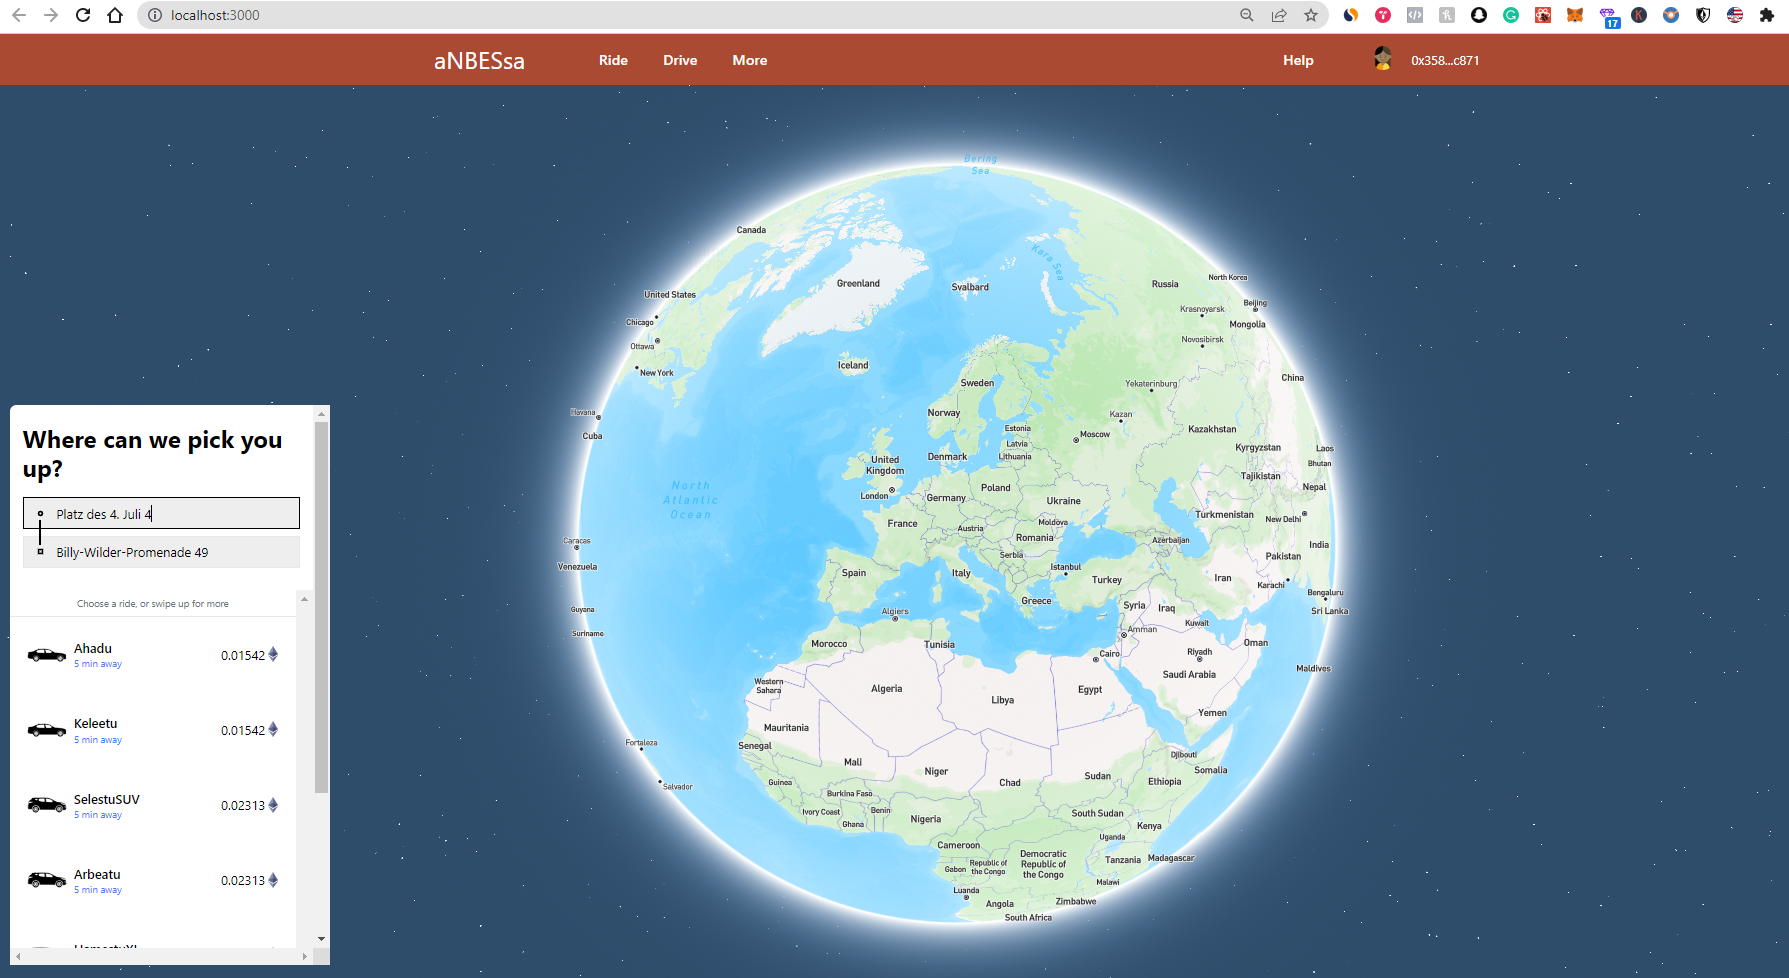 localhost:3000
17
aNBESsa
Ride
Drive
More
Help
0x358...c871
Where can we pick you
up?
Platz des 4. Juli 4
Billy-Wilder-Promenade 49
Choose a ride, or swipe up for more
Ahadu
5 min away
0.01542
Keleetu
5 min away
0.01542
SelestuSUV
5 min away
0.02313
Arbeatu
5 min away
0.02313
Bering
Sea
Canada
Kara Sea
Greenland
Svalbard
Russia
North Korea
United States
Beijing
Krasnoyarsk
Chicago
Mongolia
Ottawa
Novosibirsk
Iceland
New York
China
Sweden
Yekaterinburg
Havana
Norway
Kazan
Cuba
Estonia
Moscow
Kazakhstan
Latvia
Lithuania
Denmark
Kyrgyzstan
Laos
United
Kingdom
Bhutan
Tajikistan
North
Atlantic
Ocean
London
Germany
Poland
Ukraine
Nepal
Turkmenistan
New Delhi
France
Austria
Moldova
Romania
Caracas
Azerbaijan
India
Serbia
Pakistan
Venezuela
Spain
Italy
Istanbul
Turkey
Iran
Karachi
Bengaluru
Guyana
Algiers
Greece
Syria
Iraq
Sri Lanka
Kuwait
Suriname
Amman
Morocco
Tunisia
Oman
Cairo
Riyadh
Maldives
Saudi Arabia
Western
Sahara
Algeria
Libya
Egypt
Yemen
Mauritania
Fortaleza
Senegal
Djibouti
Mali
Niger
Somalia
Sudan
Salvador
Guinea
Chad
Ethiopia
Burkina Faso
Ivory Coast
Benin
South Sudan
Ghana
Nigeria
Kenya
Uganda
Cameroon
Democratic
Republic of
the Congo
Tanzania
Madagascar
Gabon
Republic of
the Congo
Malawi
Luanda
Angola
Zimbabwe
South Africa